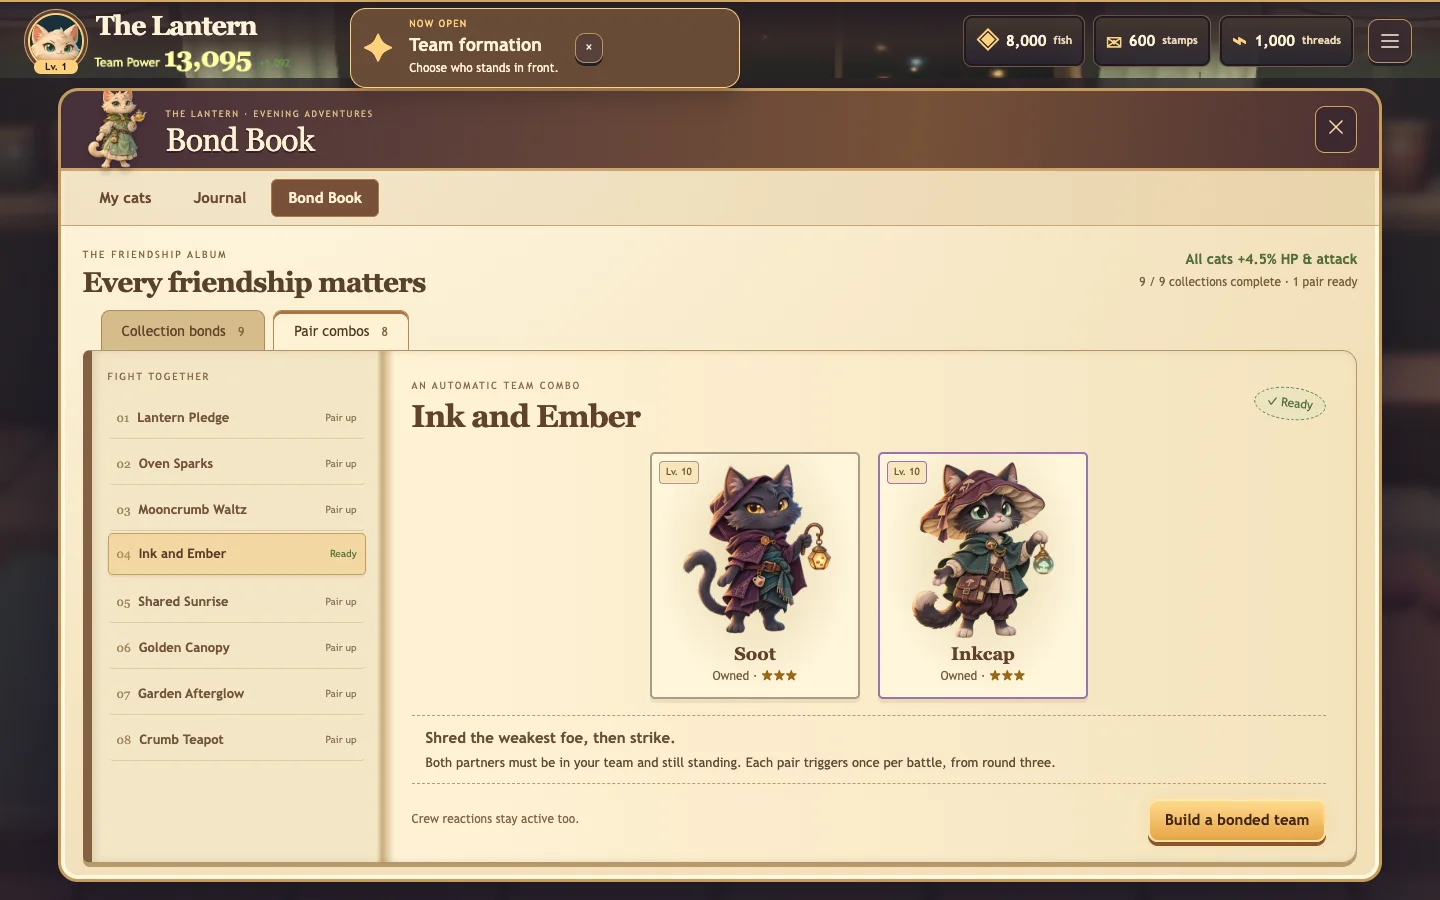 The Lantern
Lv. 1
Team Power 13,095 +1,092
NOW OPEN
Team formation
Choose who stands in front.
×
8,000 fish
600 stamps
1,000 threads
THE LANTERN · EVENING ADVENTURES
Bond Book
My cats
Journal
Bond Book
THE FRIENDSHIP ALBUM
Every friendship matters
All cats +4.5% HP & attack
9 / 9 collections complete · 1 pair ready
Collection bonds 9
Pair combos 8
FIGHT TOGETHER
01 Lantern Pledge Pair up
02 Oven Sparks Pair up
03 Mooncrumb Waltz Pair up
04 Ink and Ember Ready
05 Shared Sunrise Pair up
06 Golden Canopy Pair up
07 Garden Afterglow Pair up
08 Crumb Teapot Pair up
AN AUTOMATIC TEAM COMBO
Ink and Ember
✓ Ready
Lv. 10
Soot
Owned · ★★★
Lv. 10
Inkcap
Owned · ★★★
Shred the weakest foe, then strike.
Both partners must be in your team and still standing. Each pair triggers once per battle, from round three.
Crew reactions stay active too.
Build a bonded team